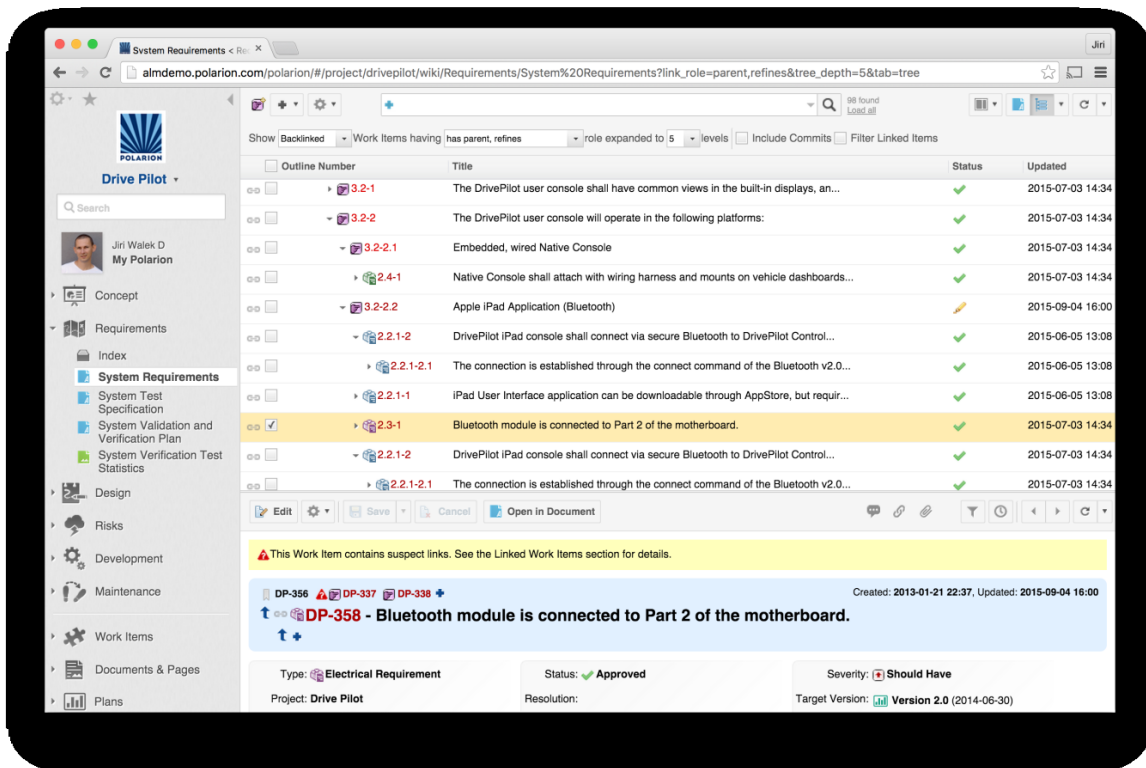 System Requirements < Re
Jiri
almdemo.polarion.com/polarion/#/project/drivepilot/wiki/Requirements/System%20Requirements?link_role=parent,refines&tree_depth=5&tab=tree
POLARION
Drive Pilot
Search
Jiri Walek D
My Polarion
Concept
Requirements
Index
System Requirements
System Test
Specification
System Validation and
Verification Plan
System Verification Test
Statistics
Design
Risks
Development
Maintenance
Work Items
Documents & Pages
Plans
98 found
Load all
Show Backlinked Work Items having has parent, refines role expanded to 5 levels Include Commits Filter Linked Items
Outline Number Title Status Updated
3.2-1 The DrivePilot user console shall have common views in the built-in displays, an... 2015-07-03 14:34
3.2-2 The DrivePilot user console will operate in the following platforms: 2015-07-03 14:34
3.2-2.1 Embedded, wired Native Console 2015-07-03 14:34
2.4-1 Native Console shall attach with wiring harness and mounts on vehicle dashboards... 2015-07-03 14:34
3.2-2.2 Apple iPad Application (Bluetooth) 2015-09-04 16:00
2.2.1-2 DrivePilot iPad console shall connect via secure Bluetooth to DrivePilot Control... 2015-06-05 13:08
2.2.1-2.1 The connection is established through the connect command of the Bluetooth v2.0... 2015-06-05 13:08
2.2.1-1 iPad User Interface application can be downloadable through AppStore, but requir... 2015-06-05 13:08
2.3-1 Bluetooth module is connected to Part 2 of the motherboard. 2015-07-03 14:34
2.2.1-2 DrivePilot iPad console shall connect via secure Bluetooth to DrivePilot Control... 2015-07-03 14:34
2.2.1-2.1 The connection is established through the connect command of the Bluetooth v2.0... 2015-07-03 14:34
Edit Save Cancel Open in Document
This Work Item contains suspect links. See the Linked Work Items section for details.
DP-356 DP-337 DP-338 Created: 2013-01-21 22:37, Updated: 2015-09-04 16:00
DP-358 - Bluetooth module is connected to Part 2 of the motherboard.
Type: Electrical Requirement Status: Approved Severity: Should Have
Project: Drive Pilot Resolution: Target Version: Version 2.0 (2014-06-30)